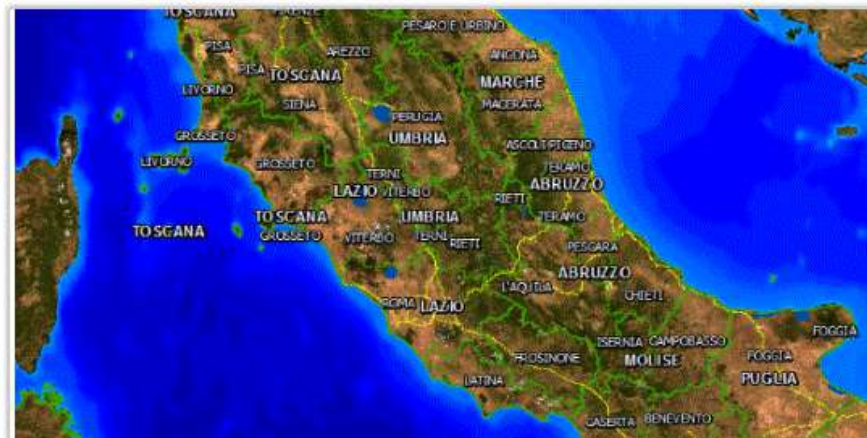 TOSCANA
FIRENZE
PESARO E URBINO
PISA
AREZZO
ANCONA
PISA
TOSCANA
MARCHE
LIVORNO
SIENA
MACERATA
PERUGIA
GROSSETO
UMBRIA
ASCOLI PICENO
LIVORNO
GROSSETO
TERNI
TERAMO
LAZIO
VITERBO
ABRUZZO
RIETI
TOSCANA
UMBRIA
TERAMO
TOSCANA
GROSSETO
VITERBO
TERNI
RIETI
PESCARA
ABRUZZO
L'AQUILA
CHIETI
ROMA
LAZIO
FOGGIA
ISERNIA
CAMPOBASSO
FROSINONE
MOLISE
FOGGIA
LATINA
PUGLIA
CASERTA
BENEVENTO